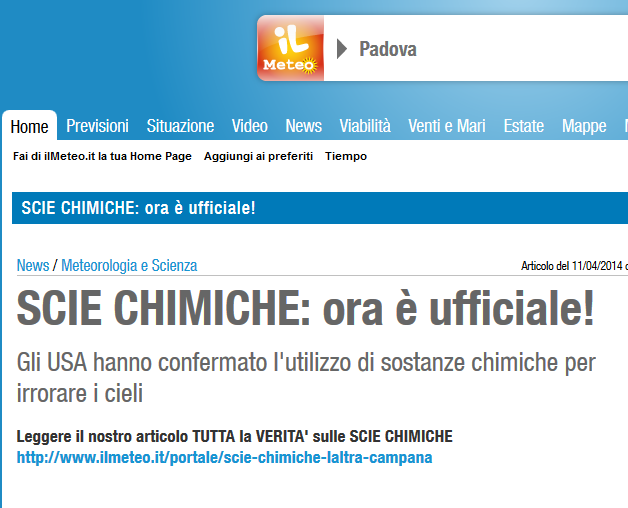 iL
Meteo
Padova
Home Previsioni Situazione Video News Viabilità Venti e Mari Estate Mappe
Fai di ilMeteo.it la tua Home Page Aggiungi ai preferiti Tiempo
SCIE CHIMICHE: ora è ufficiale!
News / Meteorologia e Scienza Articolo del 11/04/2014
SCIE CHIMICHE: ora è ufficiale!
Gli USA hanno confermato l'utilizzo di sostanze chimiche per
irrorare i cieli
Leggere il nostro articolo TUTTA la VERITA' sulle SCIE CHIMICHE
http://www.ilmeteo.it/portale/scie-chimiche-laltra-campana